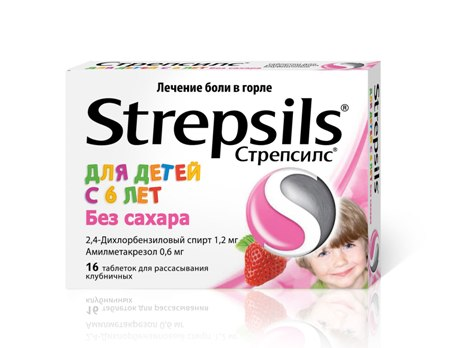 Лечение боли в горле
Strepsils®
Стрепсилс®
ДЛЯ ДЕТЕЙ
С 6 ЛЕТ
Без сахара
2,4-Дихлорбензиловый спирт 1,2 мг
Амилметакрезол 0,6 мг
16 таблеток для рассасывания
клубничных